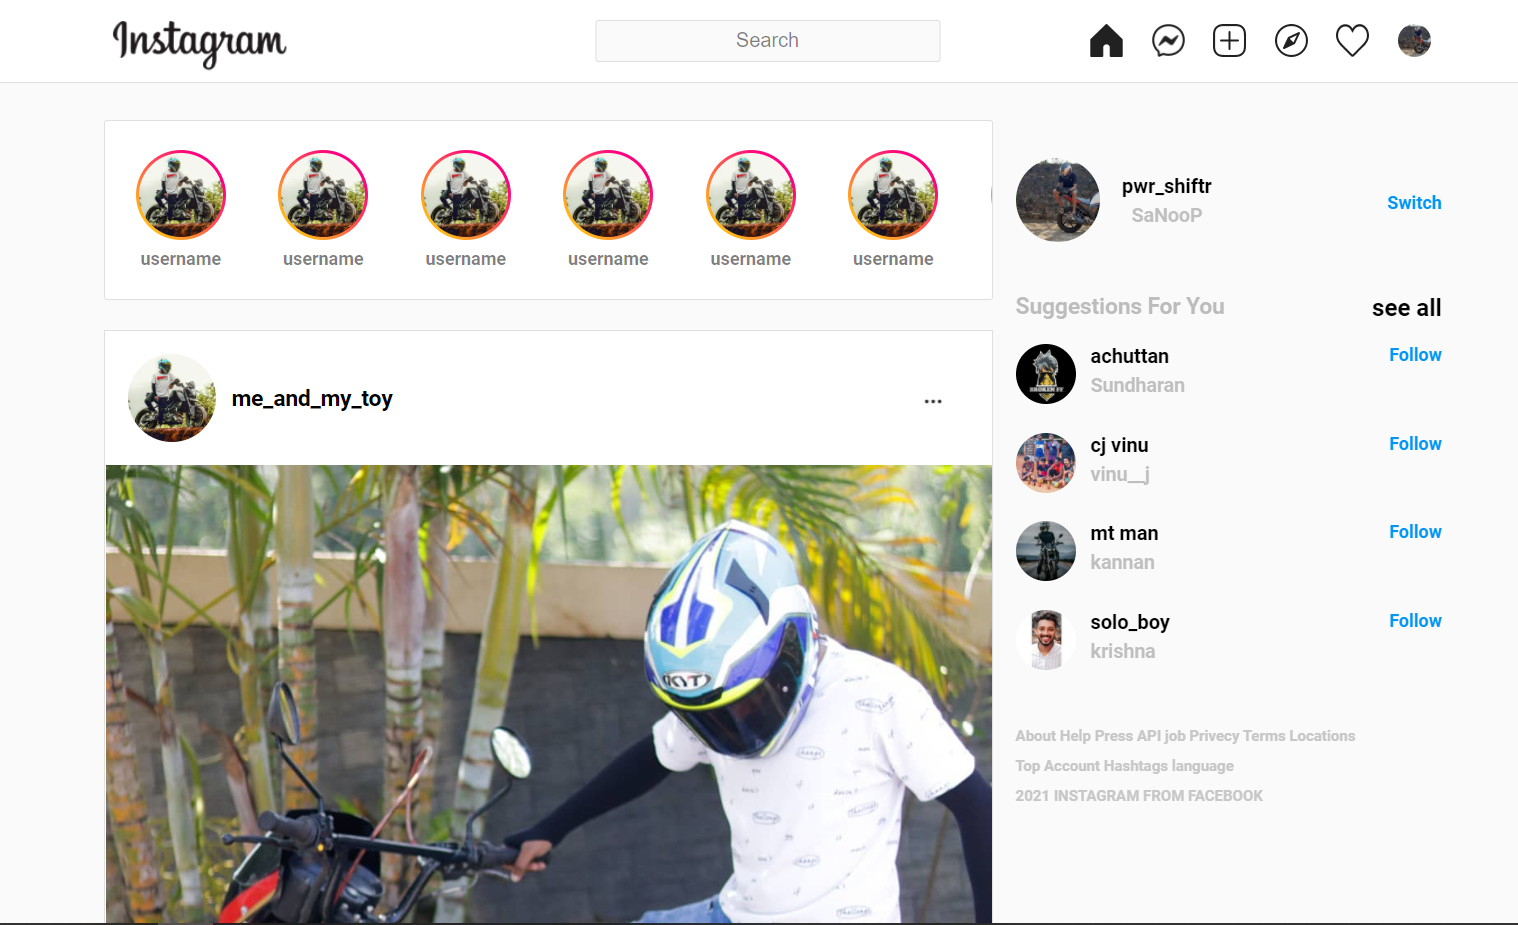 Instagram
Search
username username username username username username
pwr_shiftr
SaNooP
Switch
Suggestions For You
see all
achuttan
Sundharan
Follow
cj vinu
vinu__j
Follow
mt man
kannan
Follow
solo_boy
krishna
Follow
me_and_my_toy
KYT
About Help Press API job Privecy Terms Locations
Top Account Hashtags language
2021 INSTAGRAM FROM FACEBOOK